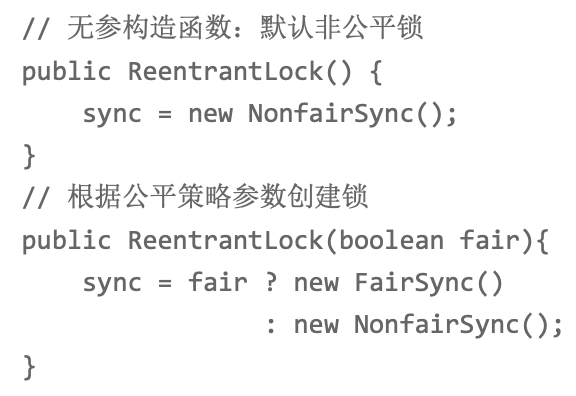 // 无参构造函数：默认非公平锁
public ReentrantLock() {
    sync = new NonfairSync();
}
// 根据公平策略参数创建锁
public ReentrantLock(boolean fair){
    sync = fair ? new FairSync()
                : new NonfairSync();
}